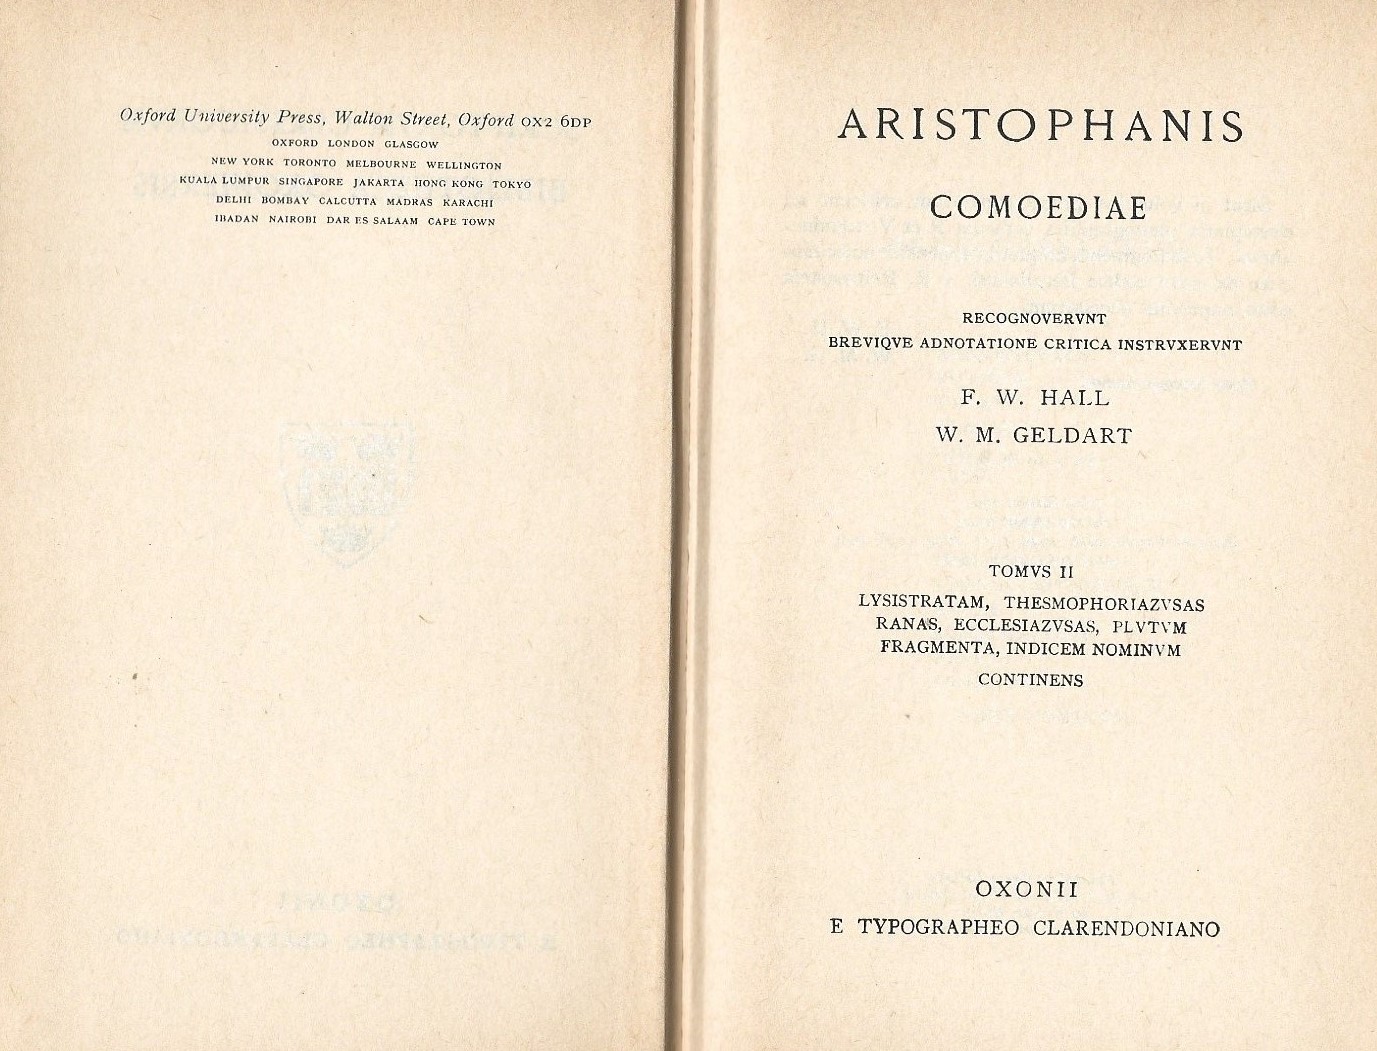 Oxford University Press, Walton Street, Oxford OX2 6DP
OXFORD LONDON GLASGOW
NEW YORK TORONTO MELBOURNE WELLINGTON
KUALA LUMPUR SINGAPORE JAKARTA HONG KONG TOKYO
DELHI BOMBAY CALCUTTA MADRAS KARACHI
IBADAN NAIROBI DAR ES SALAAM CAPE TOWN
ARISTOPHANIS
COMOEDIAE
RECOGNOVERVNT
BREVIQVE ADNOTATIONE CRITICA INSTRVXERVNT
F. W. HALL
W. M. GELDART
TOMVS II
LYSISTRATAM, THESMOPHORIAZVSAS
RANAS, ECCLESIAZVSAS, PLVTVM
FRAGMENTA, INDICEM NOMINVM
CONTINENS
OXONII
E TYPOGRAPHEO CLARENDONIANO